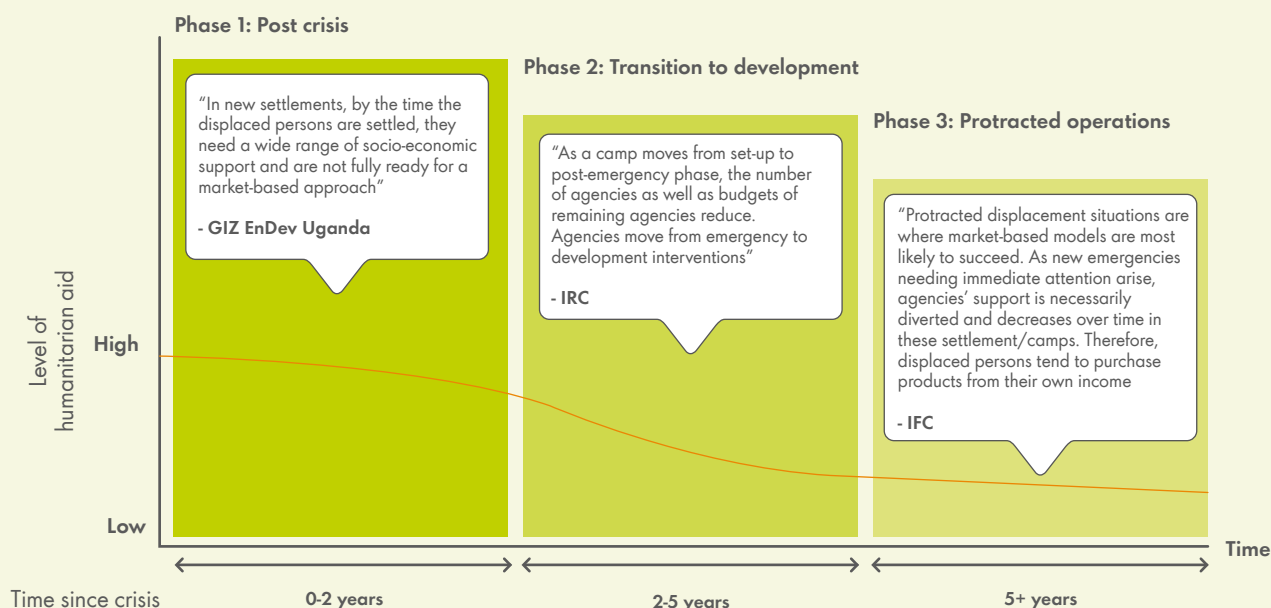 Phase 1: Post crisis
“In new settlements, by the time the
displaced persons are settled, they
need a wide range of socio-economic
support and are not fully ready for a
market-based approach”
- GIZ EnDev Uganda
Phase 2: Transition to development
“As a camp moves from set-up to
post-emergency phase, the number
of agencies as well as budgets of
remaining agencies reduce.
Agencies move from emergency to
development interventions”
- IRC
Phase 3: Protracted operations
“Protracted displacement situations are
where market-based models are most
likely to succeed. As new emergencies
needing immediate attention arise,
agencies’ support is necessarily
diverted and decreases over time in
these settlement/camps. Therefore,
displaced persons tend to purchase
products from their own income
- IFC
Level of
humanitarian aid
High
Low
Time
Time since crisis
0-2 years
2-5 years
5+ years